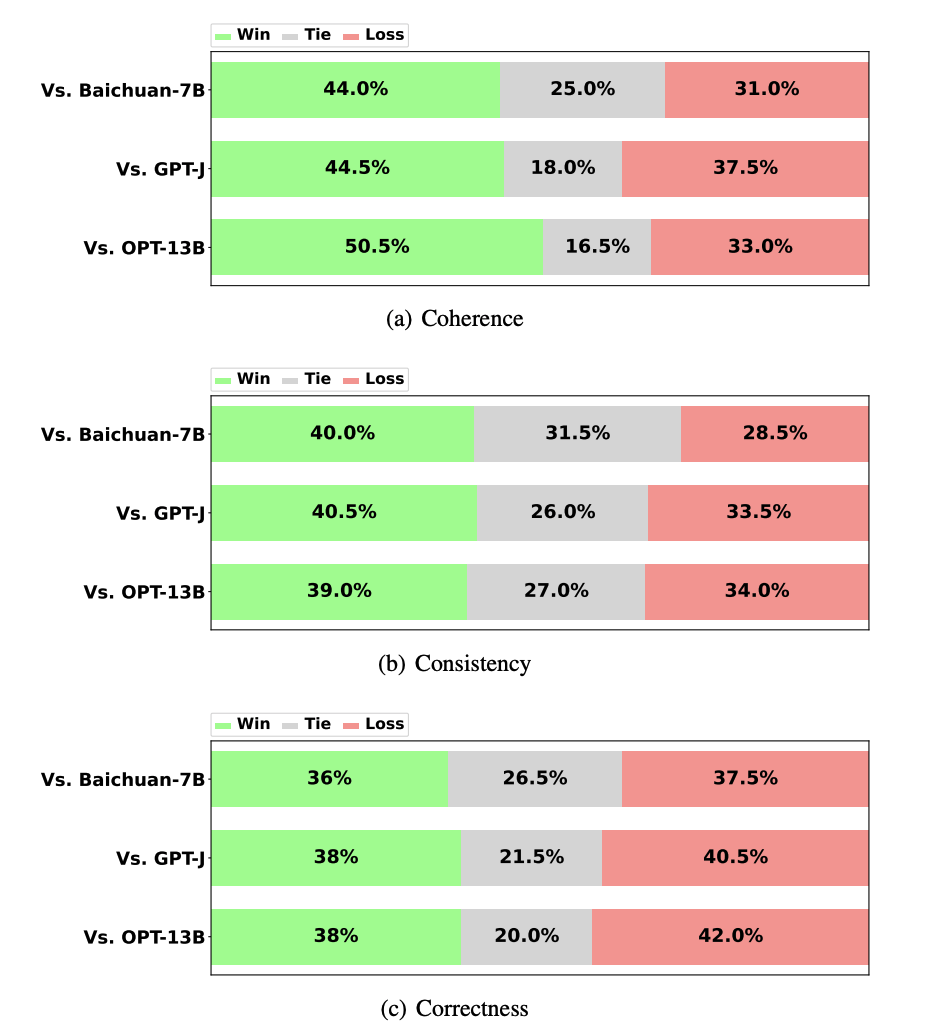 Win Tie Loss
Vs. Baichuan-7B 44.0% 25.0% 31.0%
Vs. GPT-J 44.5% 18.0% 37.5%
Vs. OPT-13B 50.5% 16.5% 33.0%
(a) Coherence
Win Tie Loss
Vs. Baichuan-7B 40.0% 31.5% 28.5%
Vs. GPT-J 40.5% 26.0% 33.5%
Vs. OPT-13B 39.0% 27.0% 34.0%
(b) Consistency
Win Tie Loss
Vs. Baichuan-7B 36% 26.5% 37.5%
Vs. GPT-J 38% 21.5% 40.5%
Vs. OPT-13B 38% 20.0% 42.0%
(c) Correctness